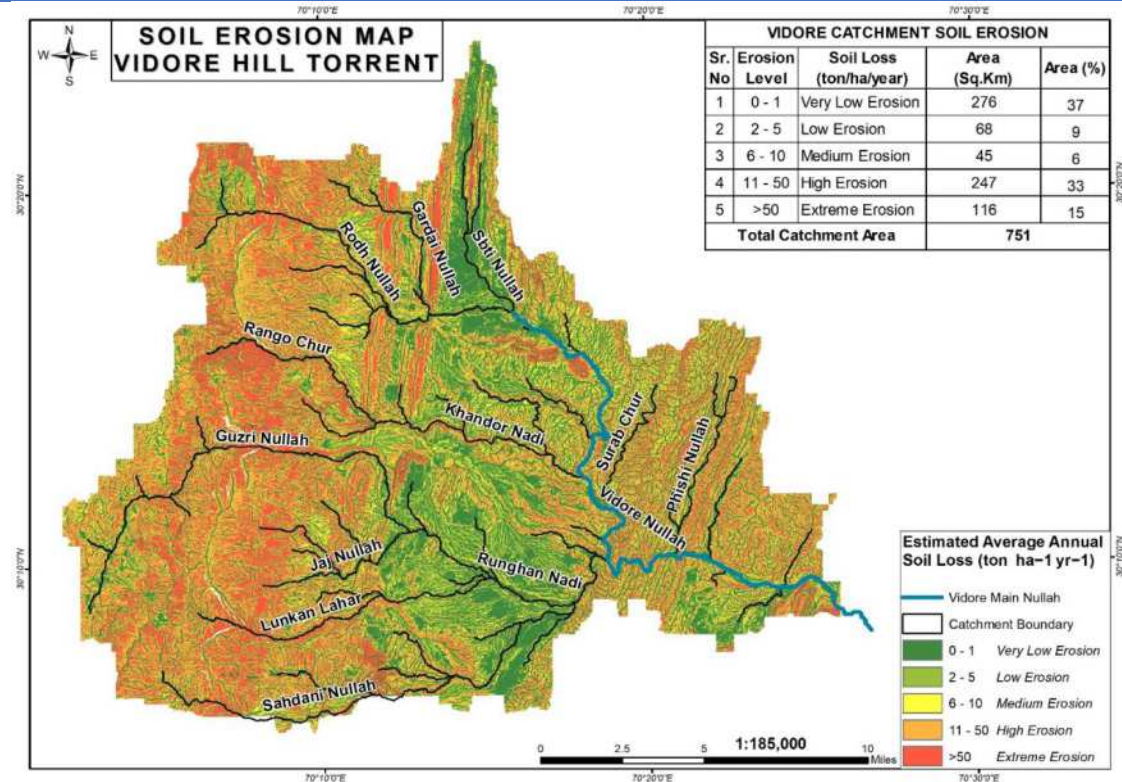 70°10'0"E
70°20'0"E
70°30'0"E
N
W E
S
SOIL EROSION MAP
VIDORE HILL TORRENT
VIDORE CATCHMENT SOIL EROSION
Sr. No Erosion Level Soil Loss (ton/ha/year) Area (Sq.Km) Area (%)
1 0 - 1 Very Low Erosion 276 37
2 2 - 5 Low Erosion 68 9
3 6 - 10 Medium Erosion 45 6
4 11 - 50 High Erosion 247 33
5 >50 Extreme Erosion 116 15
Total Catchment Area 751
30°20'0"N
30°20'0"N
Gardai Nullah
Rodh Nullah
Sbti Nullah
Rango Chur
Khandor Nadi
Surab Chur
Guzri Nullah
Phishi Nullah
Vidore Nullah
Jaj Nullah
Runghan Nadi
Lunkan Lahar
Sahdani Nullah
30°10'0"N
30°10'0"N
Estimated Average Annual
Soil Loss (ton ha−1 yr−1)
Vidore Main Nullah
Catchment Boundary
0 - 1 Very Low Erosion
2 - 5 Low Erosion
6 - 10 Medium Erosion
11 - 50 High Erosion
>50 Extreme Erosion
1:185,000
0 2.5 5 10
Miles
70°10'0"E
70°20'0"E
70°30'0"E